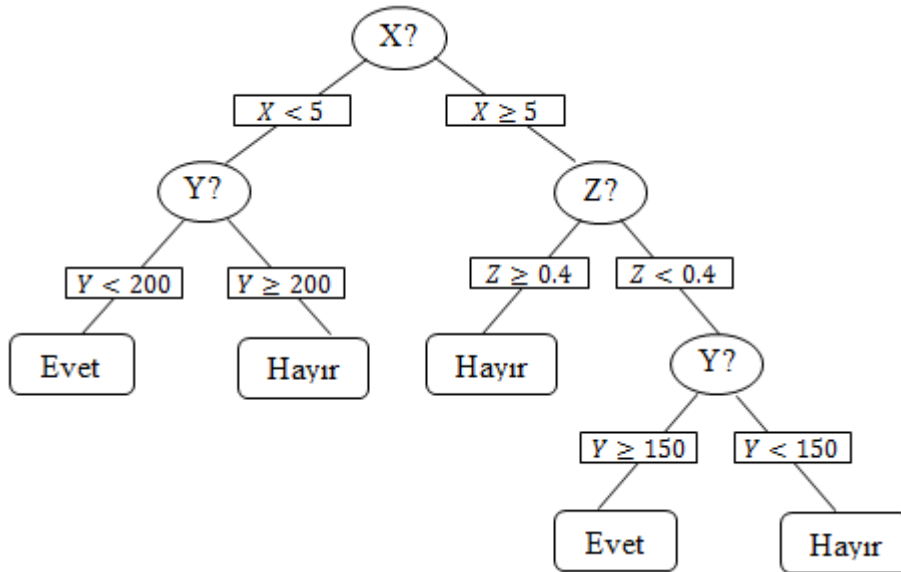 X?
X < 5
X ≥ 5
Y?
Z?
Y < 200
Y ≥ 200
Z ≥ 0.4
Z < 0.4
Evet
Hayır
Hayır
Y?
Y ≥ 150
Y < 150
Evet
Hayır